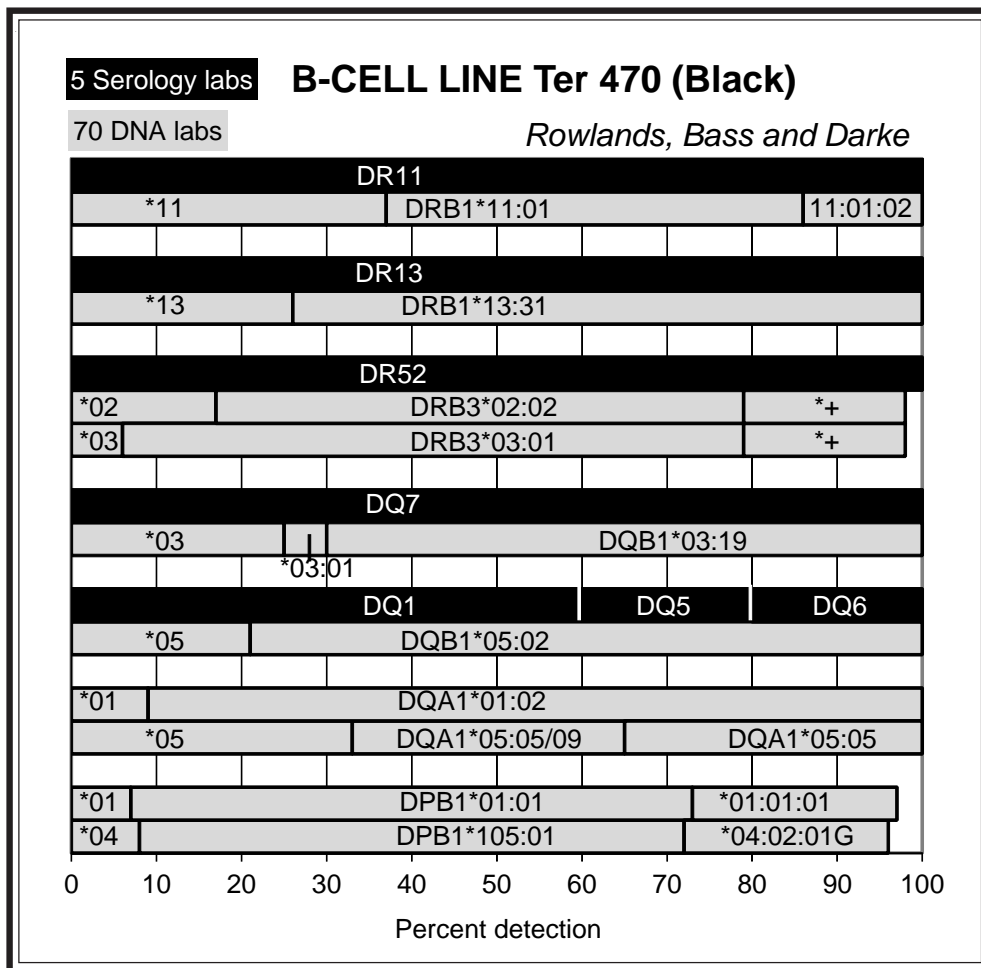 5 Serology labs B-CELL LINE Ter 470 (Black)
70 DNA labs Rowlands, Bass and Darke
DR11
*11 DRB1*11:01 11:01:02
DR13
*13 DRB1*13:31
DR52
*02 DRB3*02:02 *+
*03 DRB3*03:01 *+
DQ7
*03 DQB1*03:19
*03:01
DQ1 DQ5 DQ6
*05 DQB1*05:02
*01 DQA1*01:02
*05 DQA1*05:05/09 DQA1*05:05
*01 DPB1*01:01 *01:01:01
*04 DPB1*105:01 *04:02:01G
0 10 20 30 40 50 60 70 80 90 100
Percent detection